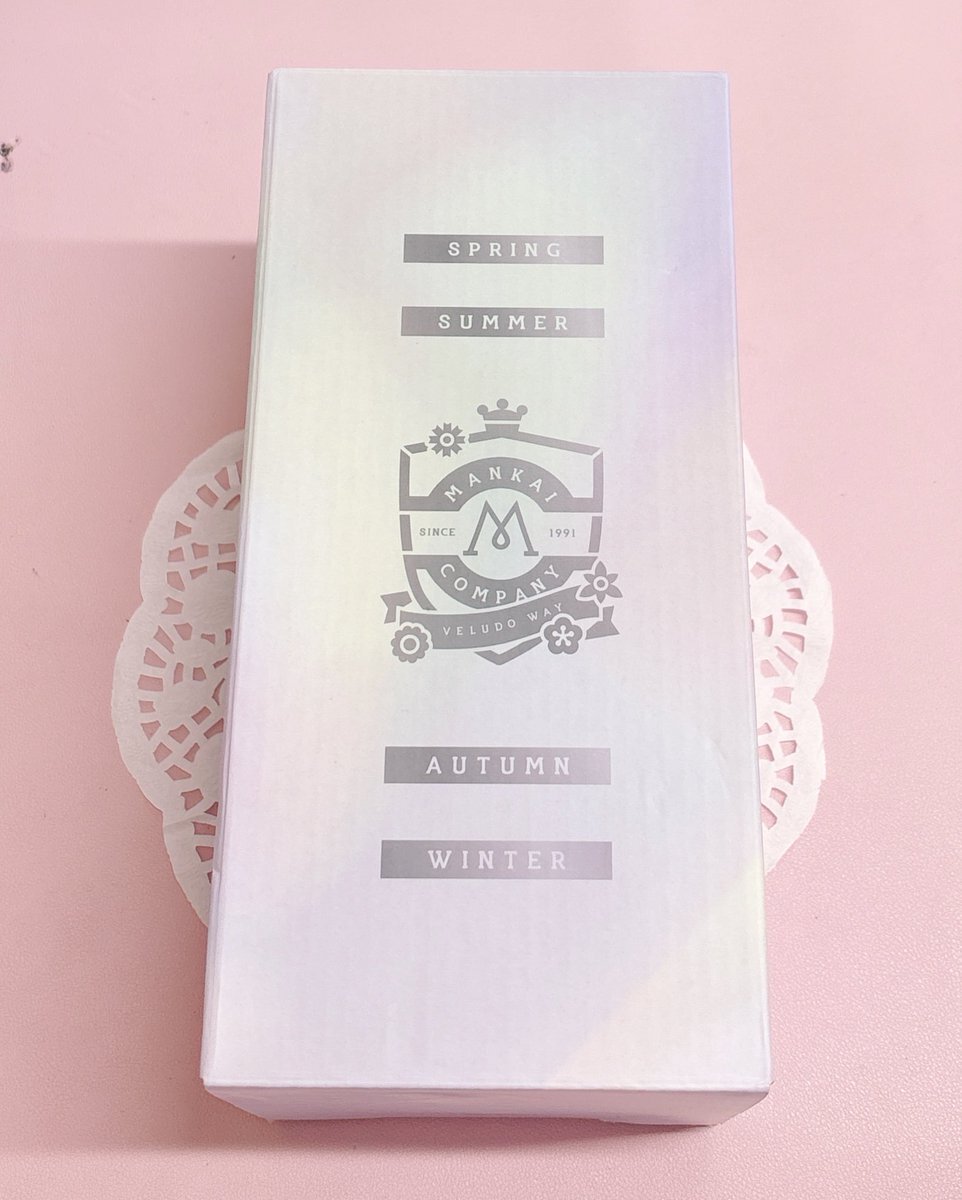 SPRING
SUMMER
MANKAI
SINCE M 1991
COMPANY
VELUDO WAY
AUTUMN
WINTER